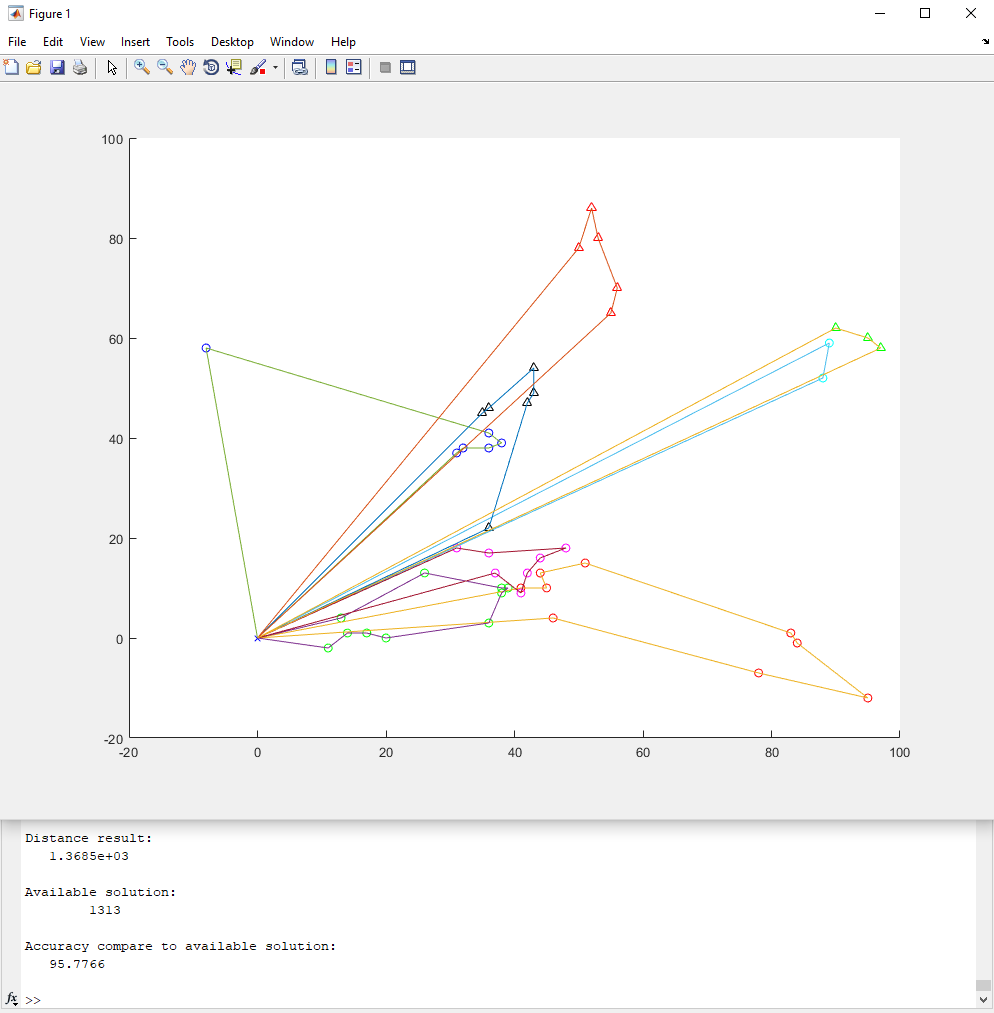 Figure 1
File Edit View Insert Tools Desktop Window Help
100
80
60
40
20
0
-20
-20 0 20 40 60 80 100
Distance result:
1.3685e+03
Available solution:
1313
Accuracy compare to available solution:
95.7766
fx >>